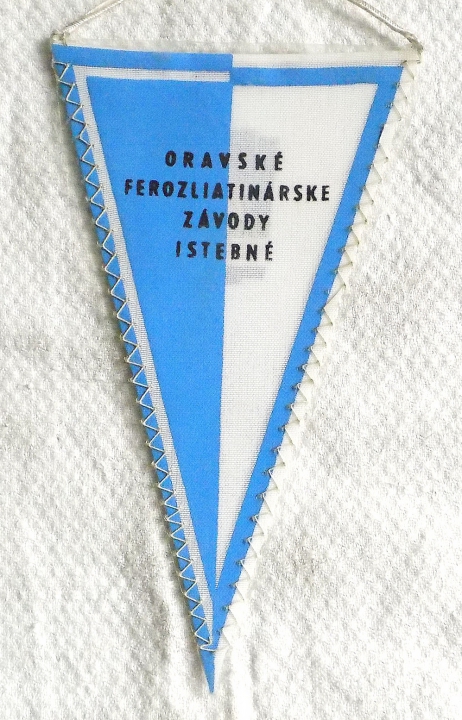 ORAVSKÉ
FEROZLIATINÁRSKE
ZÁVODY
ISTEBNÉ